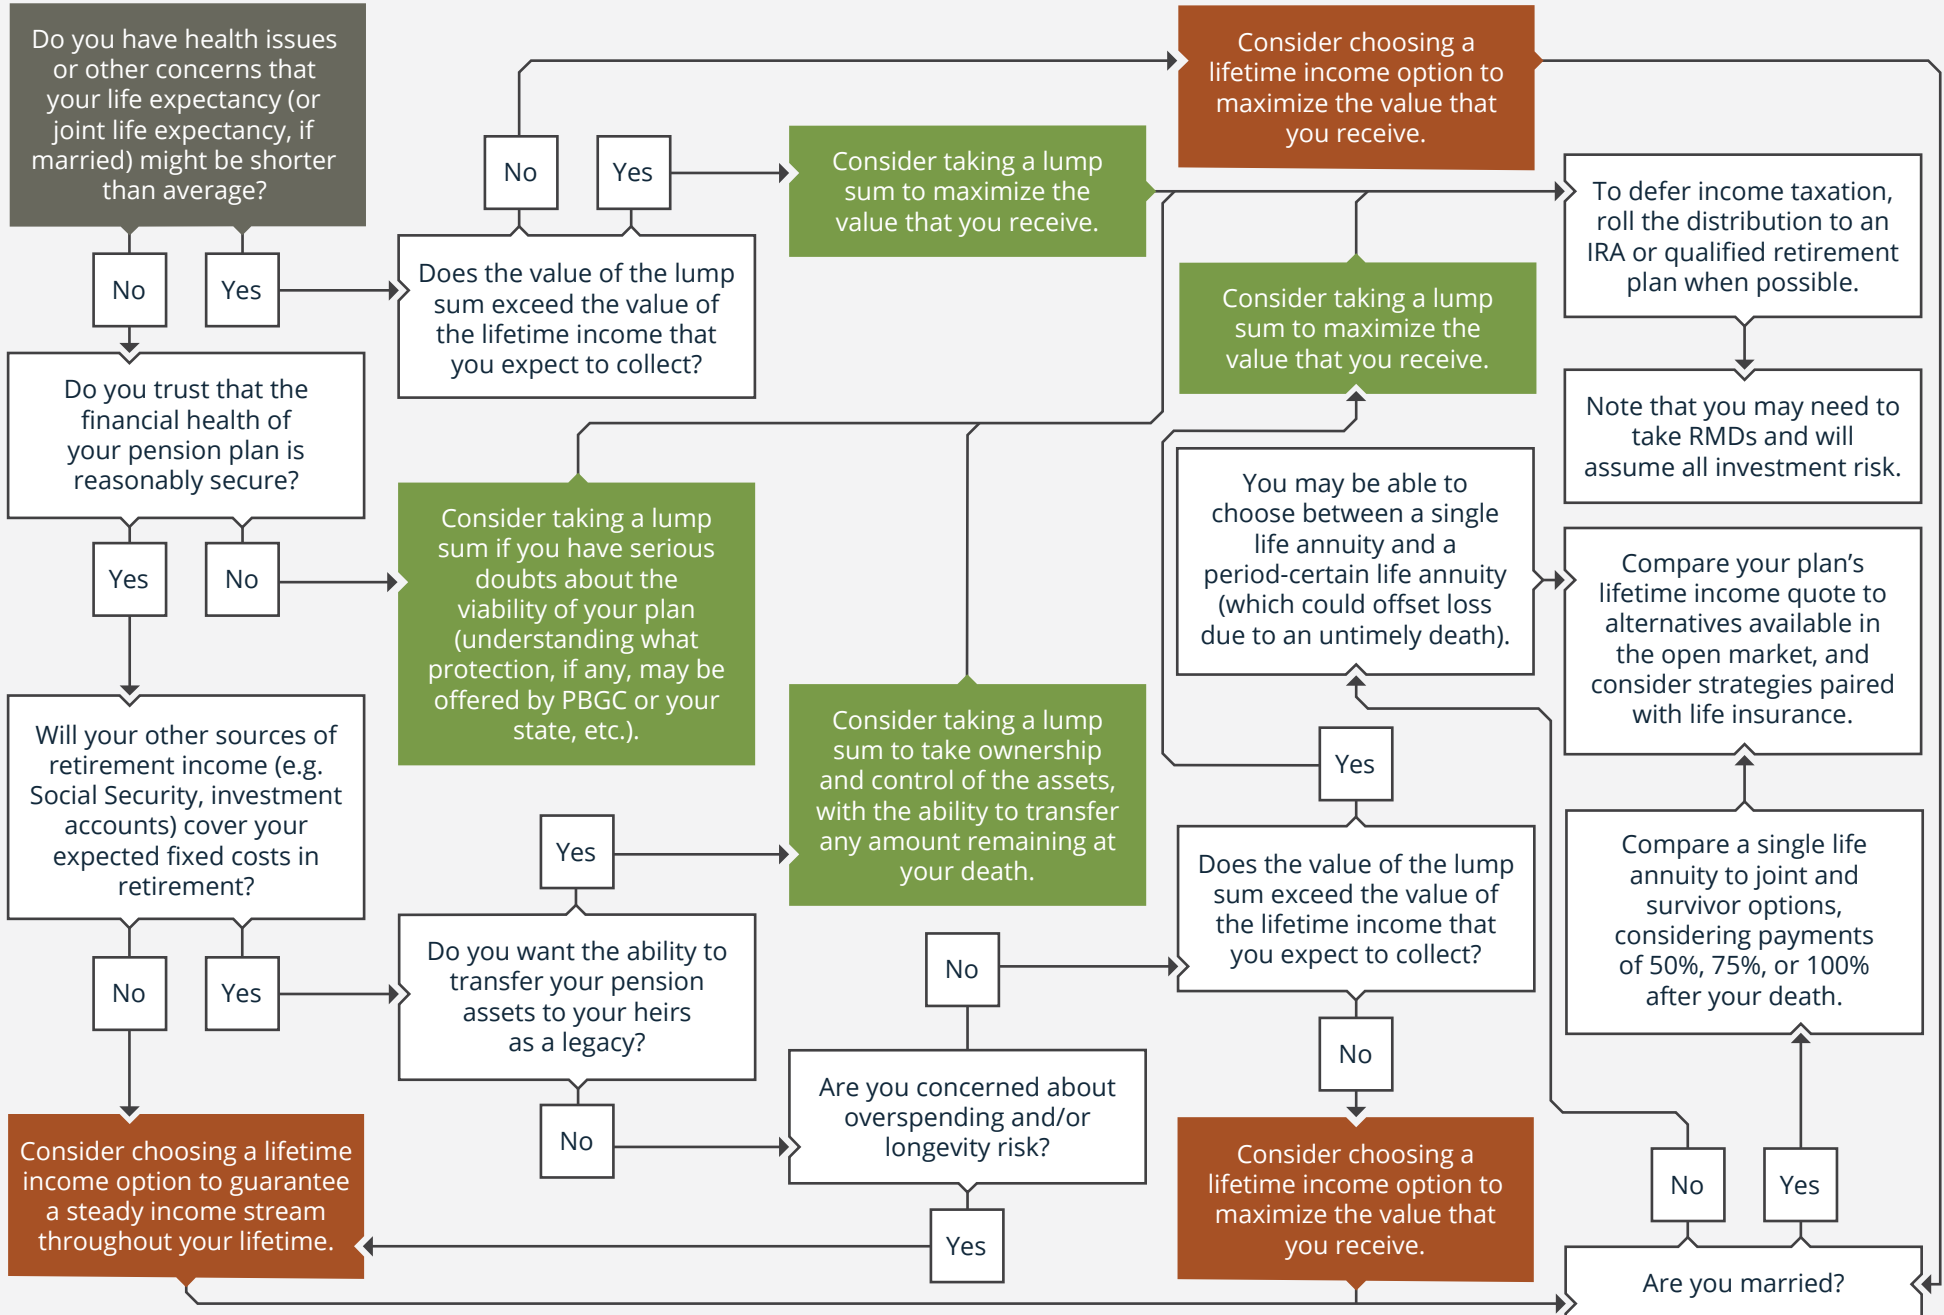 Do you have health issues
or other concerns that
your life expectancy (or
joint life expectancy, if
married) might be shorter
than average?
No
Yes
Does the value of the lump
sum exceed the value of
the lifetime income that
you expect to collect?
No
Yes
Consider taking a lump
sum to maximize the
value that you receive.
Consider choosing a
lifetime income option to
maximize the value that
you receive.
To defer income taxation,
roll the distribution to an
IRA or qualified retirement
plan when possible.
Note that you may need to
take RMDs and will
assume all investment risk.
Do you trust that the
financial health of
your pension plan is
reasonably secure?
Yes
No
Consider taking a lump
sum if you have serious
doubts about the
viability of your plan
(understanding what
protection, if any, may be
offered by PBGC or your
state, etc.).
Will your other sources of
retirement income (e.g.
Social Security, investment
accounts) cover your
expected fixed costs in
retirement?
No
Yes
Do you want the ability to
transfer your pension
assets to your heirs
as a legacy?
Yes
No
Consider taking a lump
sum to take ownership
and control of the assets,
with the ability to transfer
any amount remaining at
your death.
Are you concerned about
overspending and/or
longevity risk?
No
Yes
Does the value of the lump
sum exceed the value of
the lifetime income that
you expect to collect?
Yes
No
Consider taking a lump
sum to maximize the
value that you receive.
Consider choosing a
lifetime income option to
maximize the value that
you receive.
Consider choosing a lifetime
income option to guarantee
a steady income stream
throughout your lifetime.
Are you married?
No
Yes
You may be able to
choose between a single
life annuity and a
period-certain life annuity
(which could offset loss
due to an untimely death).
Compare a single life
annuity to joint and
survivor options,
considering payments
of 50%, 75%, or 100%
after your death.
Compare your plan’s
lifetime income quote to
alternatives available in
the open market, and
consider strategies paired
with life insurance.